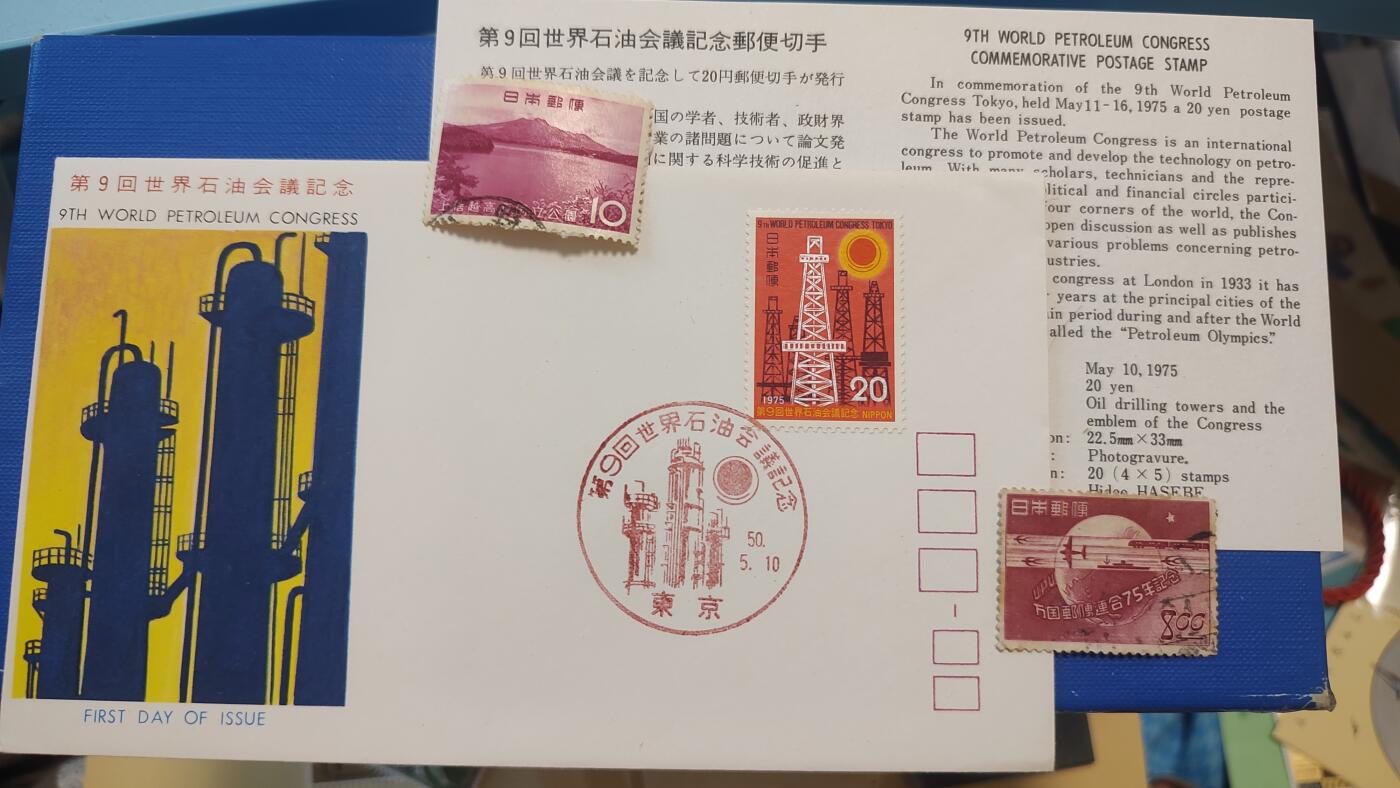 第9回世界石油会議記念郵便切手
第9回世界石油会議を記念して20円郵便切手が発行
国の学者、技術者、政財界
業の諸問題について論文発
に関する科学技術の促進と
9TH WORLD PETROLEUM CONGRESS
COMMEMORATIVE POSTAGE STAMP
In commemoration of the 9th World Petroleum
Congress Tokyo, held May 11-16, 1975 a 20 yen postage
stamp has been issued.
The World Petroleum Congress is an international
congress to promote and develop the technology on petro-
leum. With many scholars, technicians and the repre-
litical and financial circles partici-
four corners of the world, the Con-
open discussion as well as publishes
various problems concerning petro-
ustries.
congress at London in 1933 it has
years at the principal cities of the
in period during and after the World
alled the "Petroleum Olympics."
May 10, 1975
20 yen
Oil drilling towers and the
emblem of the Congress
on: 22.5mm×33mm
: Photogravure.
n: 20 (4 × 5) stamps
Hideo HASEBE
日本郵便
上信越高原国立公園
10
第9回世界石油会議記念
9TH WORLD PETROLEUM CONGRESS
FIRST DAY OF ISSUE
9TH WORLD PETROLEUM CONGRESS TOKYO
日本郵便
1975
20
第9回世界石油会議記念 NIPPON
第9回世界石油会議記念
50.
5.10
東京
日本郵便
万国郵便連合75年記念
8.00